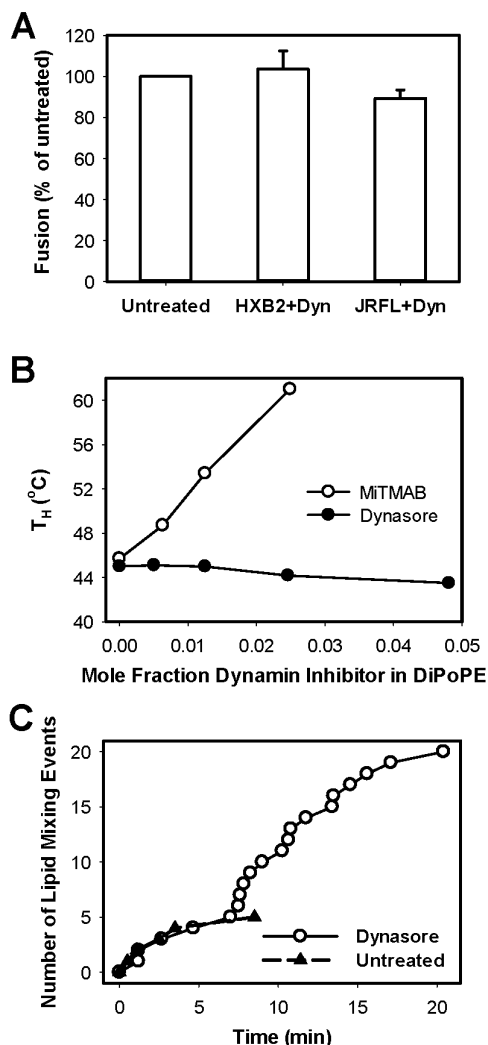 A
Fusion (% of untreated)
120
100
80
60
40
20
0
Untreated HXB2+Dyn JRFL+Dyn
B
T_H (°C)
60
56
52
48
44
40
MiTMAB
Dynasore
0.00 0.01 0.02 0.03 0.04 0.05
Mole Fraction Dynamin Inhibitor in DiPoPE
C
Number of Lipid Mixing Events
20
15
10
5
0
Dynasore
Untreated
0 5 10 15 20
Time (min)